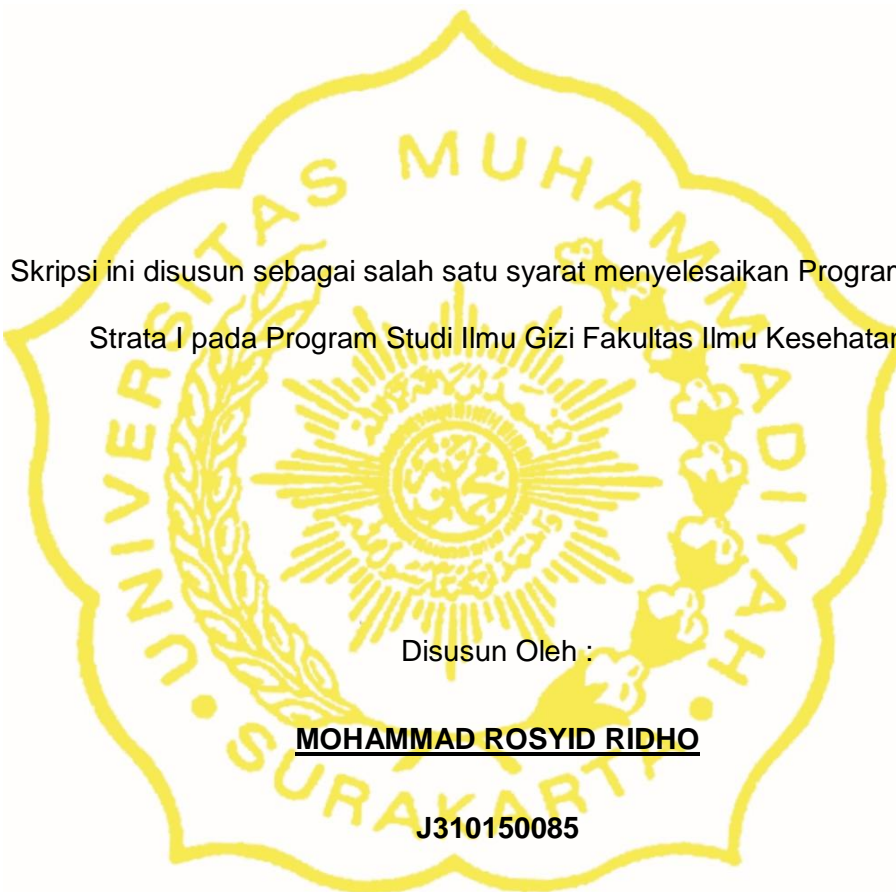 UNIVERSITAS MUHAMMADIYAH
Skripsi ini disusun sebagai salah satu syarat menyelesaikan Program
Strata I pada Program Studi Ilmu Gizi Fakultas Ilmu Kesehatan
Disusun Oleh :
MOHAMMAD ROSYID RIDHO
SURAKARTA
J310150085